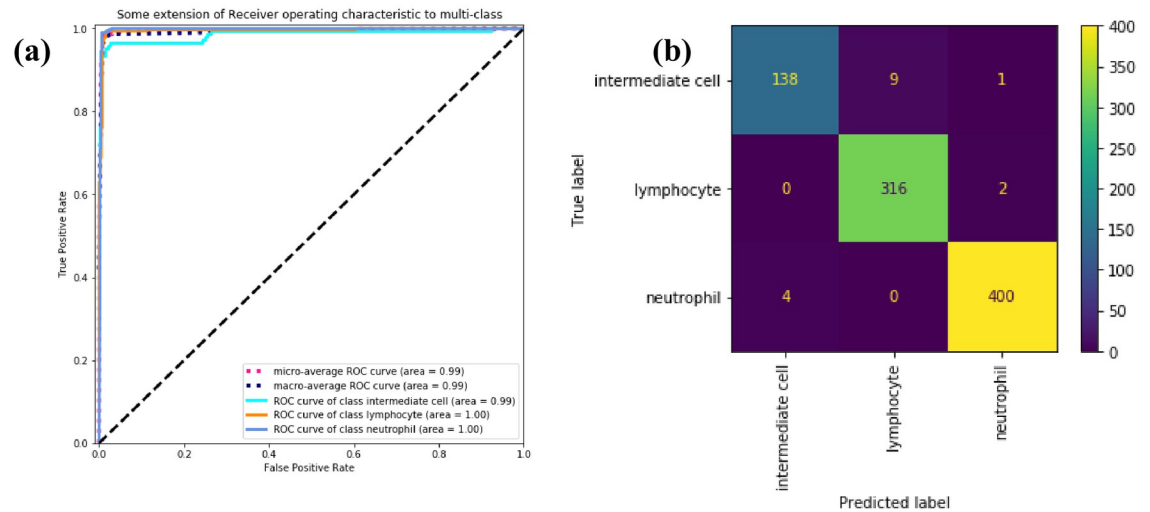 (a)
Some extension of Receiver operating characteristic to multi-class
1.0
0.8
0.6
0.4
0.2
0.0
True Positive Rate
0.0 0.2 0.4 0.6 0.8 1.0
False Positive Rate
micro-average ROC curve (area = 0.99)
macro-average ROC curve (area = 0.99)
ROC curve of class intermediate cell (area = 0.99)
ROC curve of class lymphocyte (area = 1.00)
ROC curve of class neutrophil (area = 1.00)
(b)
True label
intermediate cell 138 9 1
lymphocyte 0 316 2
neutrophil 4 0 400
intermediate cell
lymphocyte
neutrophil
Predicted label
400
350
300
250
200
150
100
50
0